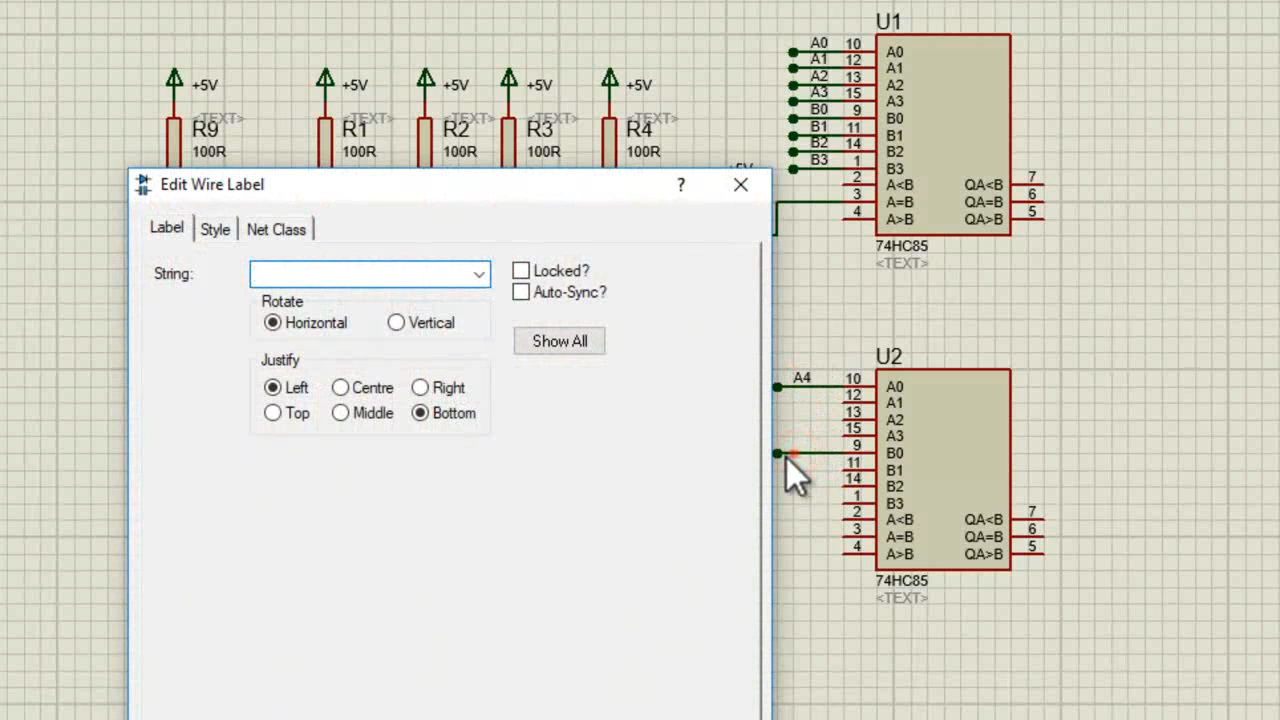 U1
+5V +5V +5V +5V +5V
<TEXT> <TEXT> <TEXT> <TEXT> <TEXT>
R9 R1 R2 R3 R4
100R 100R 100R 100R 100R
+5V
A0 10 A0
A1 12 A1
A2 13 A2
A3 15 A3
B0 9 B0
B1 11 B1
B2 14 B2
B3 1 B3
2 A<B QA<B 7
3 A=B QA=B 6
4 A>B QA>B 5
74HC85
<TEXT>
Edit Wire Label ?
Label Style Net Class
String:
Locked?
Auto-Sync?
Rotate
Horizontal Vertical
Show All
Justify
Left Centre Right
Top Middle Bottom
U2
A4 10 A0
12 A1
13 A2
15 A3
9 B0
11 B1
14 B2
1 B3
2 A<B QA<B 7
3 A=B QA=B 6
4 A>B QA>B 5
74HC85
<TEXT>